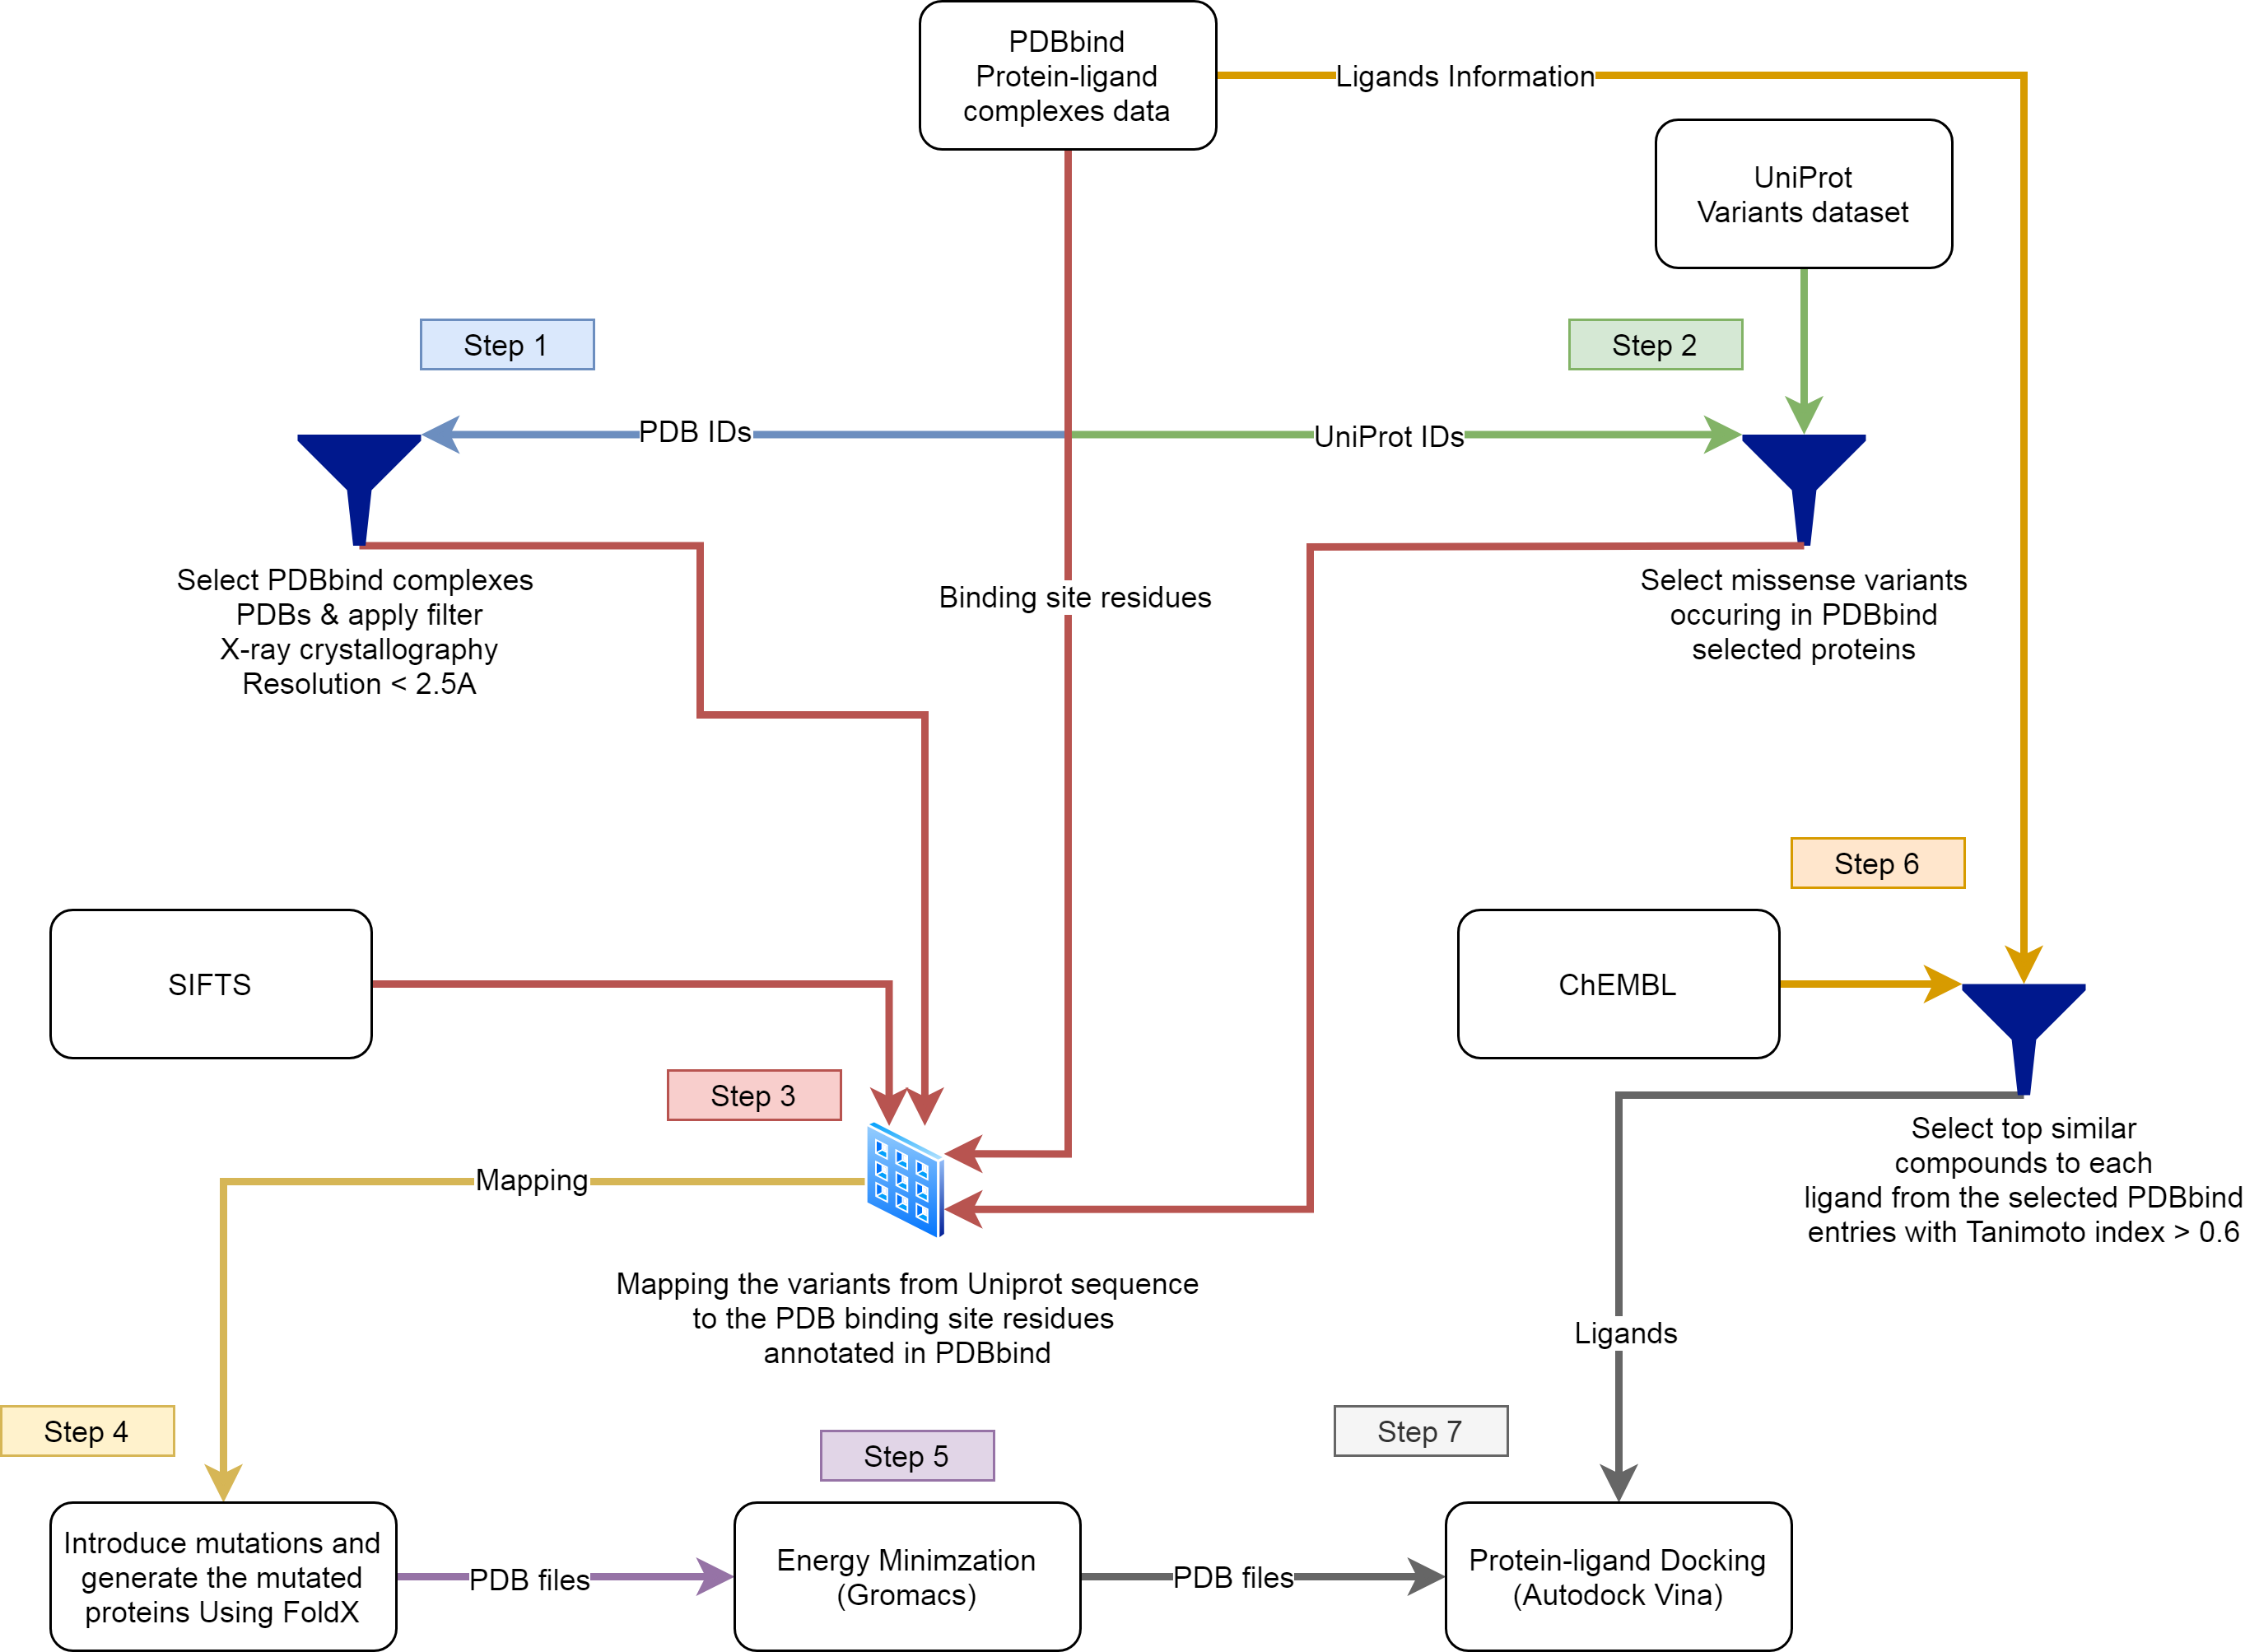 PDBbind
Protein-ligand
complexes data
Ligands Information
UniProt
Variants dataset
Step 1
Step 2
PDB IDs
UniProt IDs
Select PDBbind complexes
PDBs & apply filter
X-ray crystallography
Resolution < 2.5A
Binding site residues
Select missense variants
occuring in PDBbind
selected proteins
Step 6
SIFTS
ChEMBL
Step 3
Select top similar
compounds to each
ligand from the selected PDBbind
entries with Tanimoto index > 0.6
Mapping
Mapping the variants from Uniprot sequence
to the PDB binding site residues
annotated in PDBbind
Ligands
Step 4
Step 5
Step 7
Introduce mutations and
generate the mutated
proteins Using FoldX
PDB files
Energy Minimzation
(Gromacs)
PDB files
Protein-ligand Docking
(Autodock Vina)